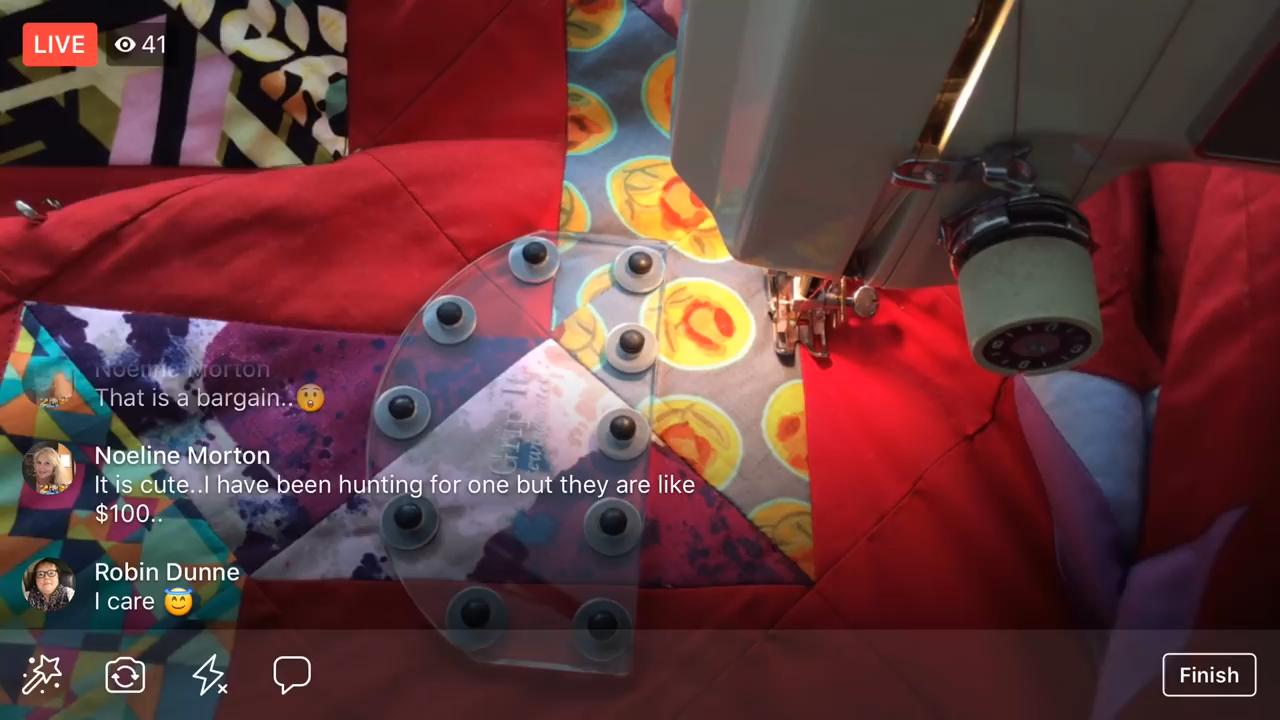 LIVE
41
Noeline Morton
That is a bargain..😲
Noeline Morton
It is cute..I have been hunting for one but they are like
$100..
Robin Dunne
I care 😇
Finish